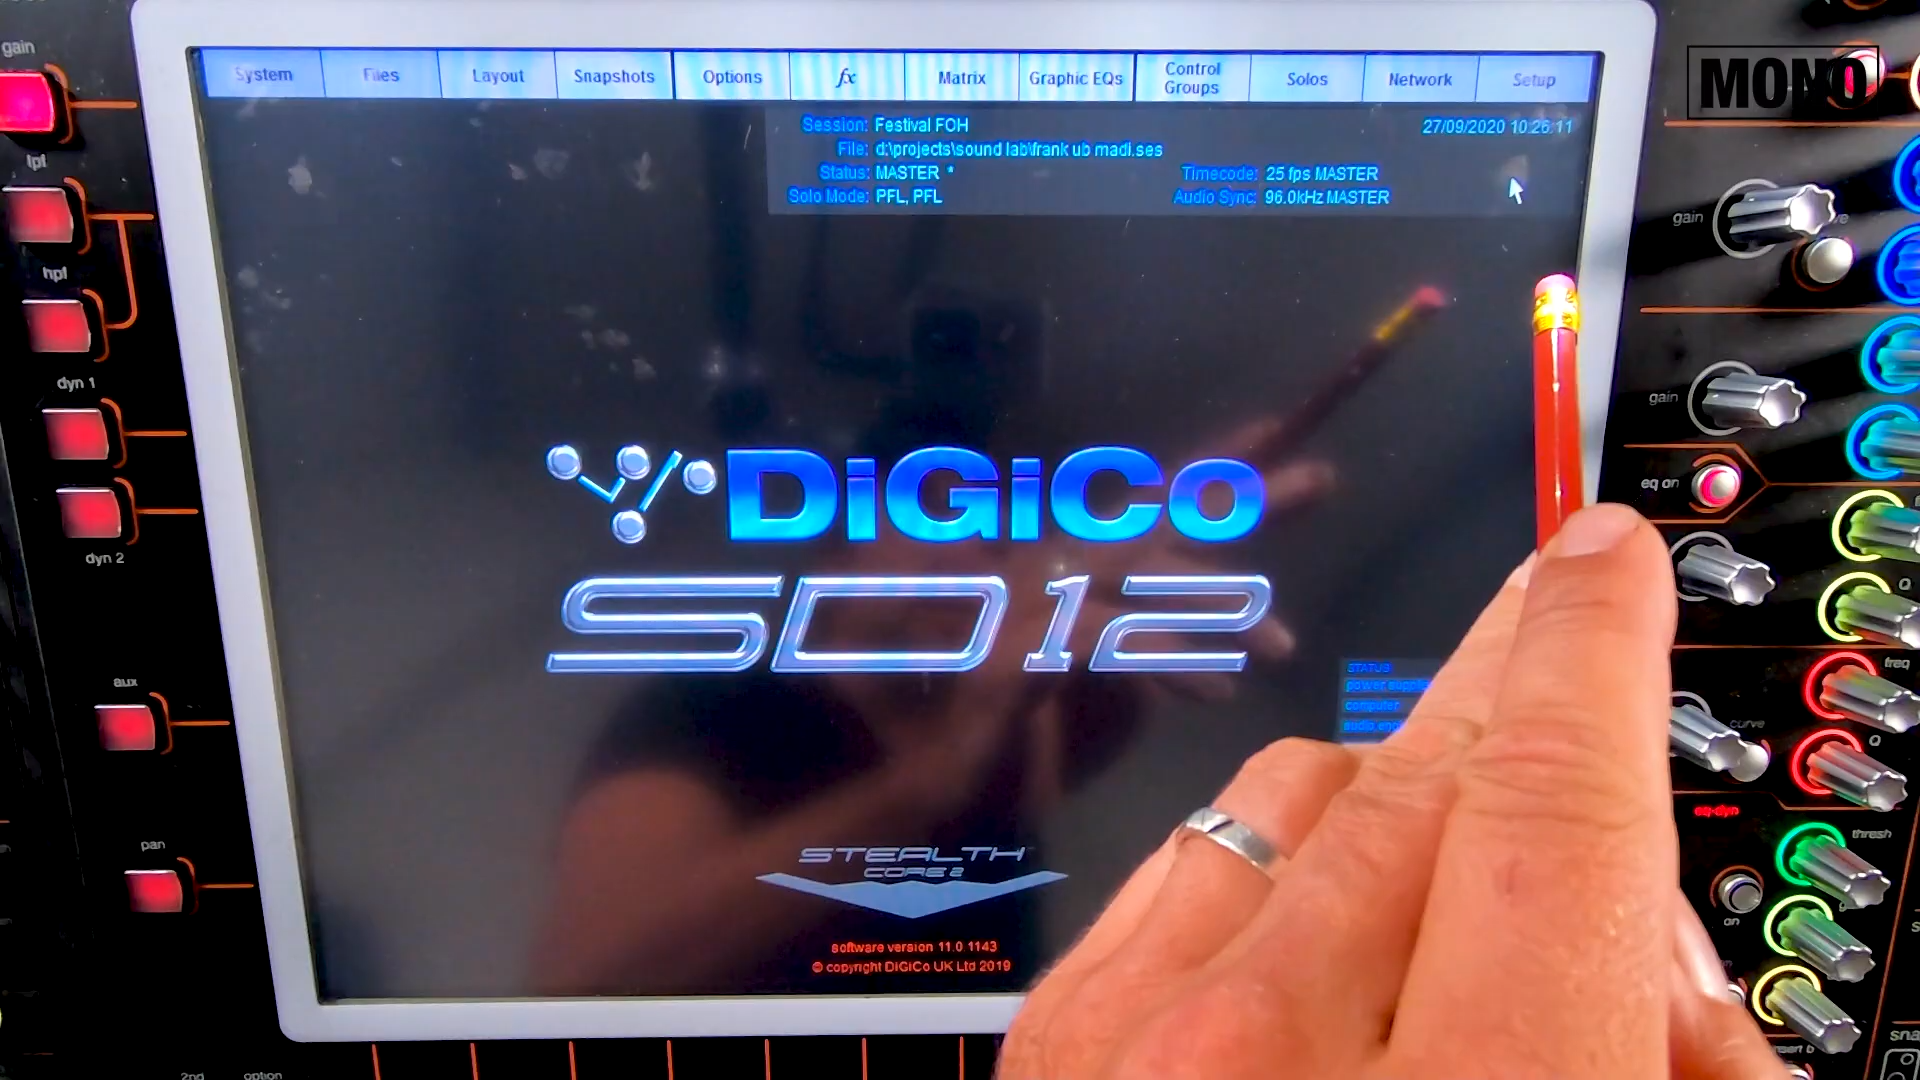 MONO
System Files Layout Snapshots Options fx Matrix Graphic EQs Control Groups Solos Network Setup
Session: Festival FOH
27/09/2020 10:26:11
File: d:\projects\sound lab\frank ub madi.ses
Status: MASTER *
Timecode: 25 fps MASTER
Solo Mode: PFL, PFL
Audio Sync: 96.0kHz MASTER
DiGiCo
SD12
STATUS
computer
STEALTH
CORE 2
software version 11.0 1143
© copyright DiGiCo UK Ltd 2019
gain
lpf
hpf
dyn 1
dyn 2
aux
pan
2nd
option
gain
gain
eq on
Q
freq
curve
Q
eq-dyn
thresh
on